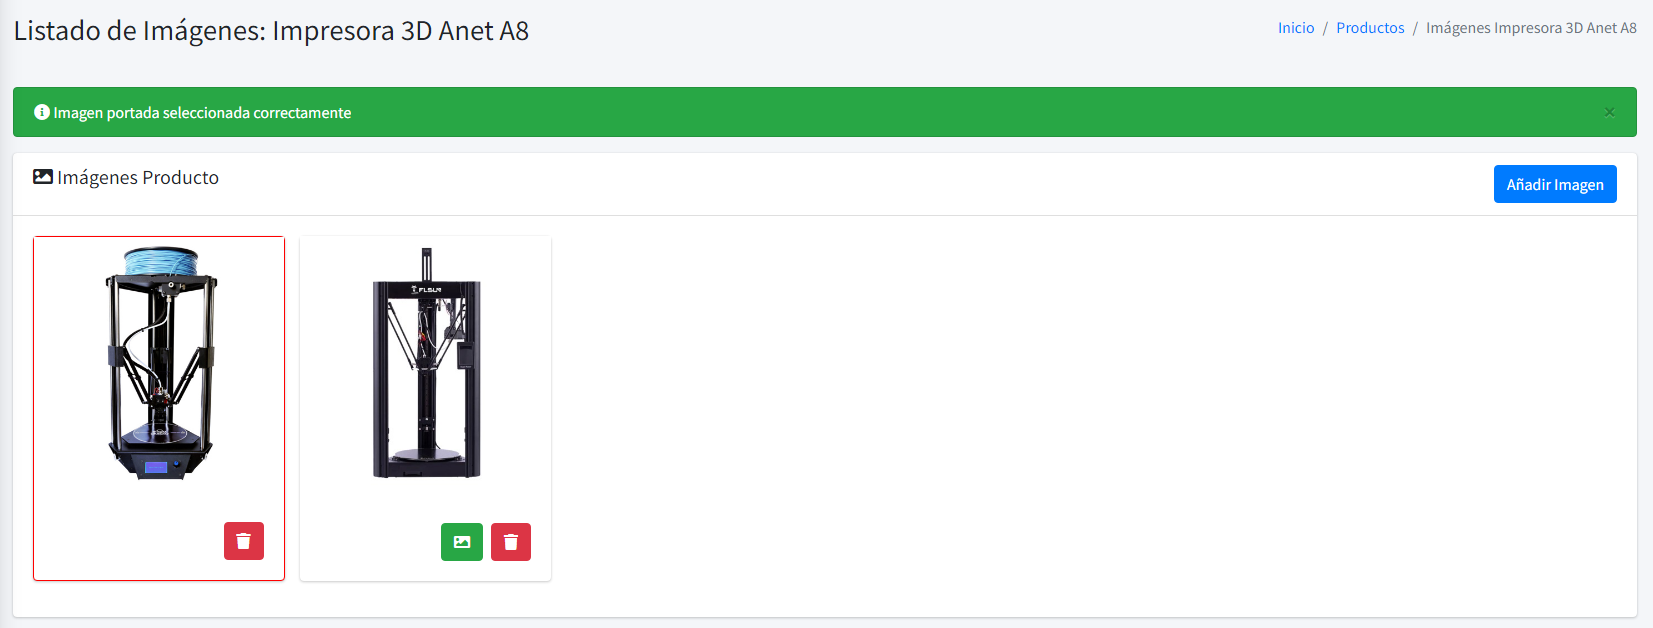 Listado de Imágenes: Impresora 3D Anet A8
Inicio / Productos / Imágenes Impresora 3D Anet A8
Imagen portada seleccionada correctamente
×
Imágenes Producto
Añadir Imagen
FLSUN